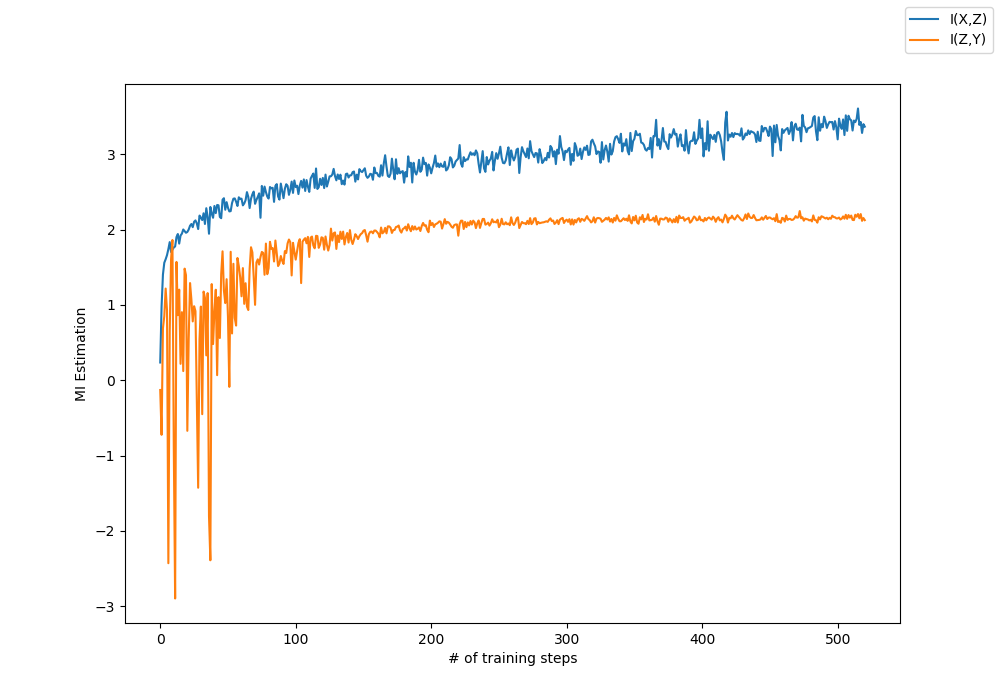 I(X,Z)
I(Z,Y)
3
2
1
0
−1
−2
−3
MI Estimation
0 100 200 300 400 500
# of training steps